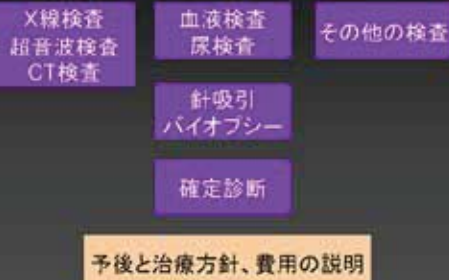 X線検査
超音波検査
CT検査
血液検査
尿検査
その他の検査
針吸引
バイオプシー
確定診断
予後と治療方針、費用の説明